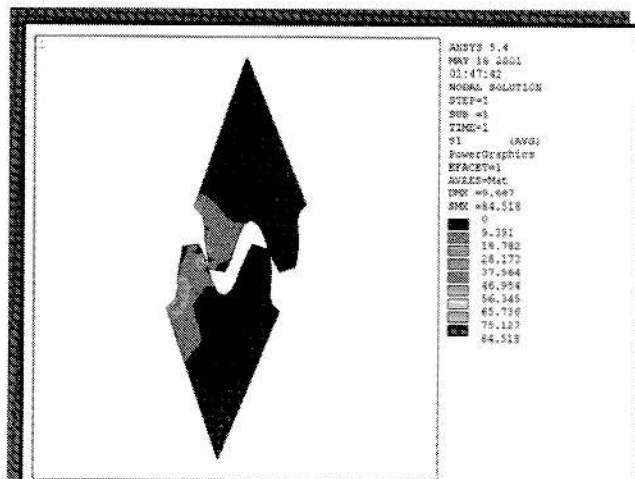 1
ANSYS 5.4
MAY 16 2001
01:47:42
NODAL SOLUTION
STEP=1
SUB =1
TIME=1
S1 (AVG)
PowerGraphics
EFACET=1
AVRES=Mat
SMX =84.518
0
9.391
18.782
28.173
37.564
46.954
56.345
65.736
75.127
84.518